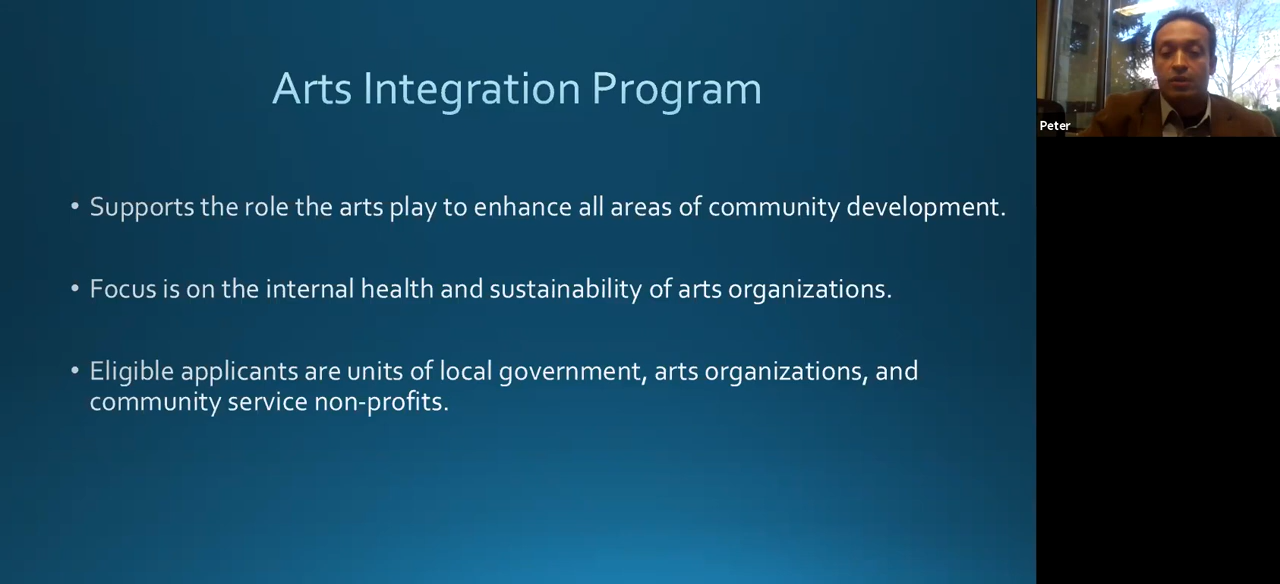 Arts Integration Program
• Supports the role the arts play to enhance all areas of community development.
• Focus is on the internal health and sustainability of arts organizations.
• Eligible applicants are units of local government, arts organizations, and
community service non-profits.
Peter